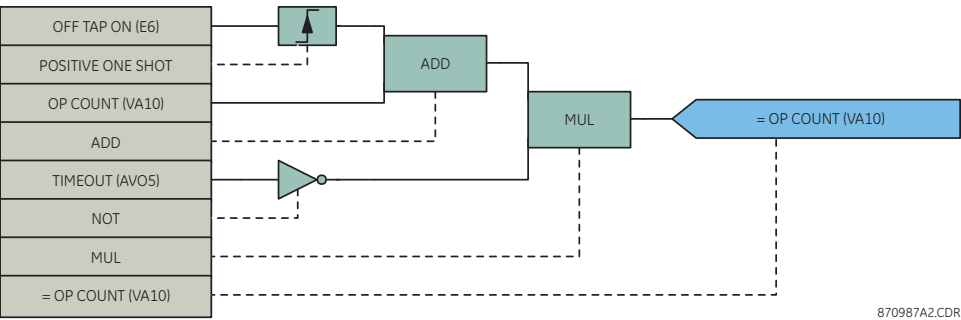 OFF TAP ON (E6)
POSITIVE ONE SHOT
OP COUNT (VA10)
ADD
TIMEOUT (AVO5)
NOT
MUL
= OP COUNT (VA10)
ADD
MUL
= OP COUNT (VA10)
870987A2.CDR